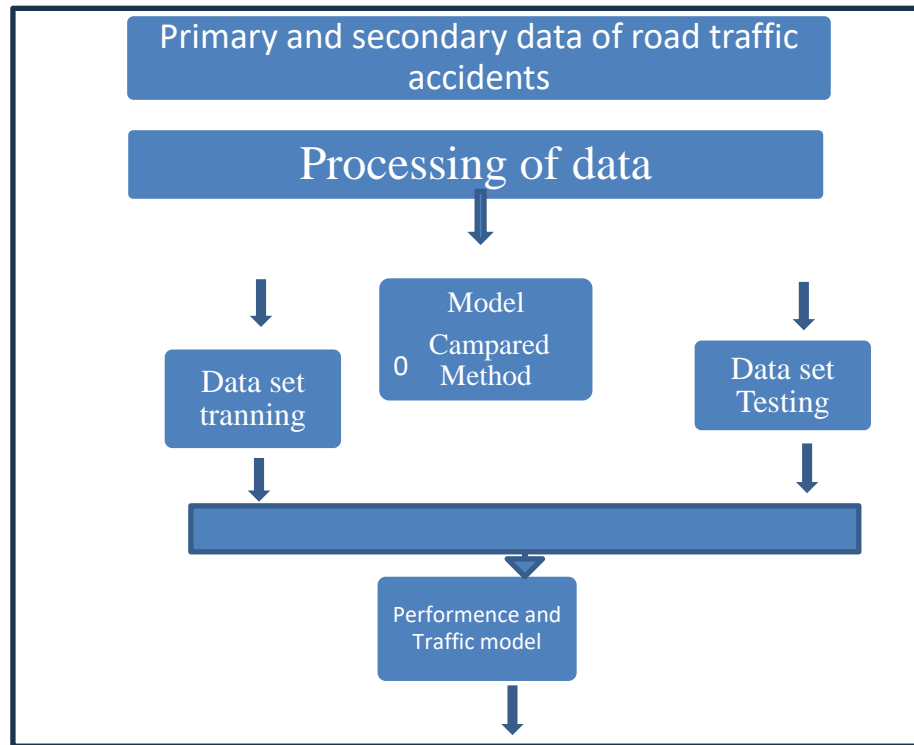 Primary and secondary data of road traffic
accidents
Processing of data
Model
0 Campared
Method
Data set
tranning
Data set
Testing
Performence and
Traffic model